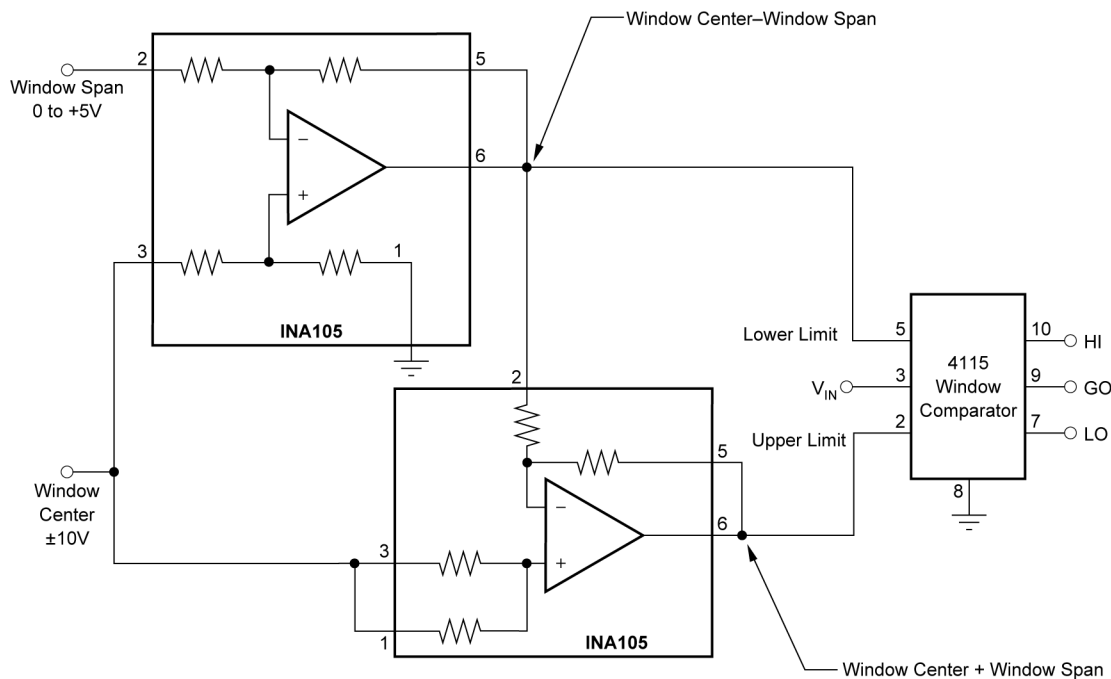 Window Center–Window Span
2
5
Window Span
0 to +5V
−
6
+
3
1
INA105
2
5
10
HI
Lower Limit
4115
Window
Comparator
VIN
3
9
GO
2
7
LO
Upper Limit
8
5
Window
Center
±10V
−
6
3
+
1
INA105
Window Center + Window Span